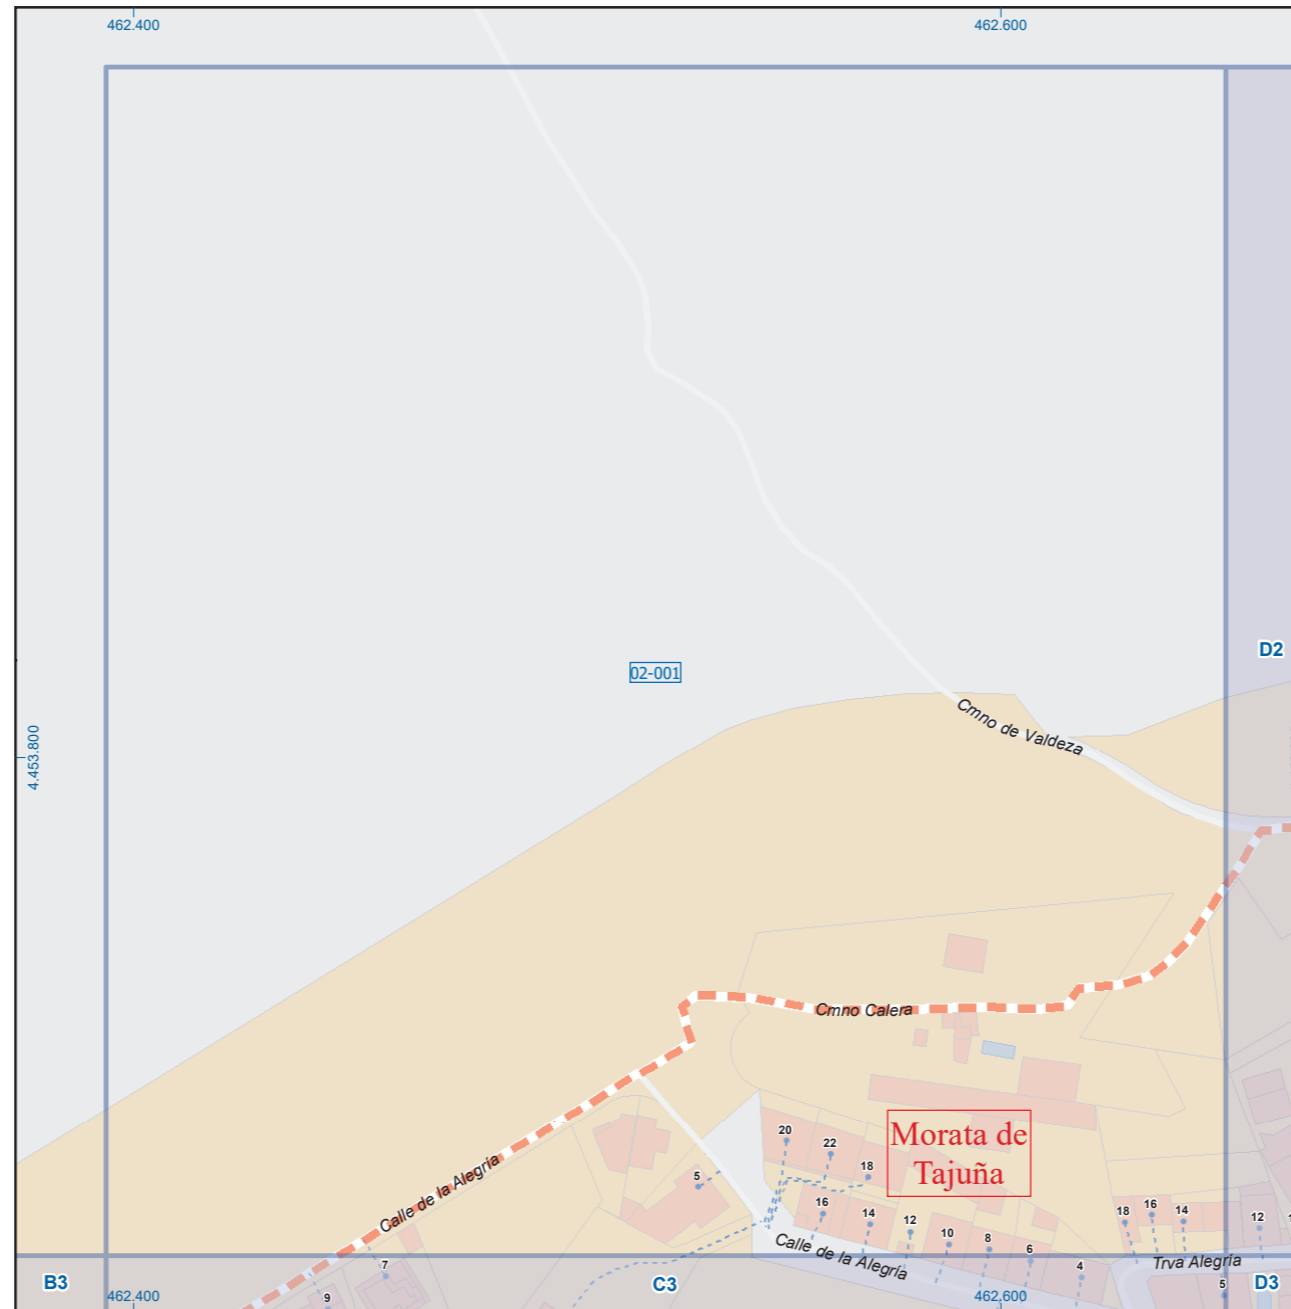 462.400
462.600
D2
02-001
Cmno de Valdeza
4.453.800
Cmno Calera
Morata de
Tajuña
20
22
18
5
16
14
12
10
8
6
4
18
16
14
12
Calle de la Alegría
Calle de la Alegría
Trva Alegría
7
9
5
B3
C3
D3
462.400
462.600